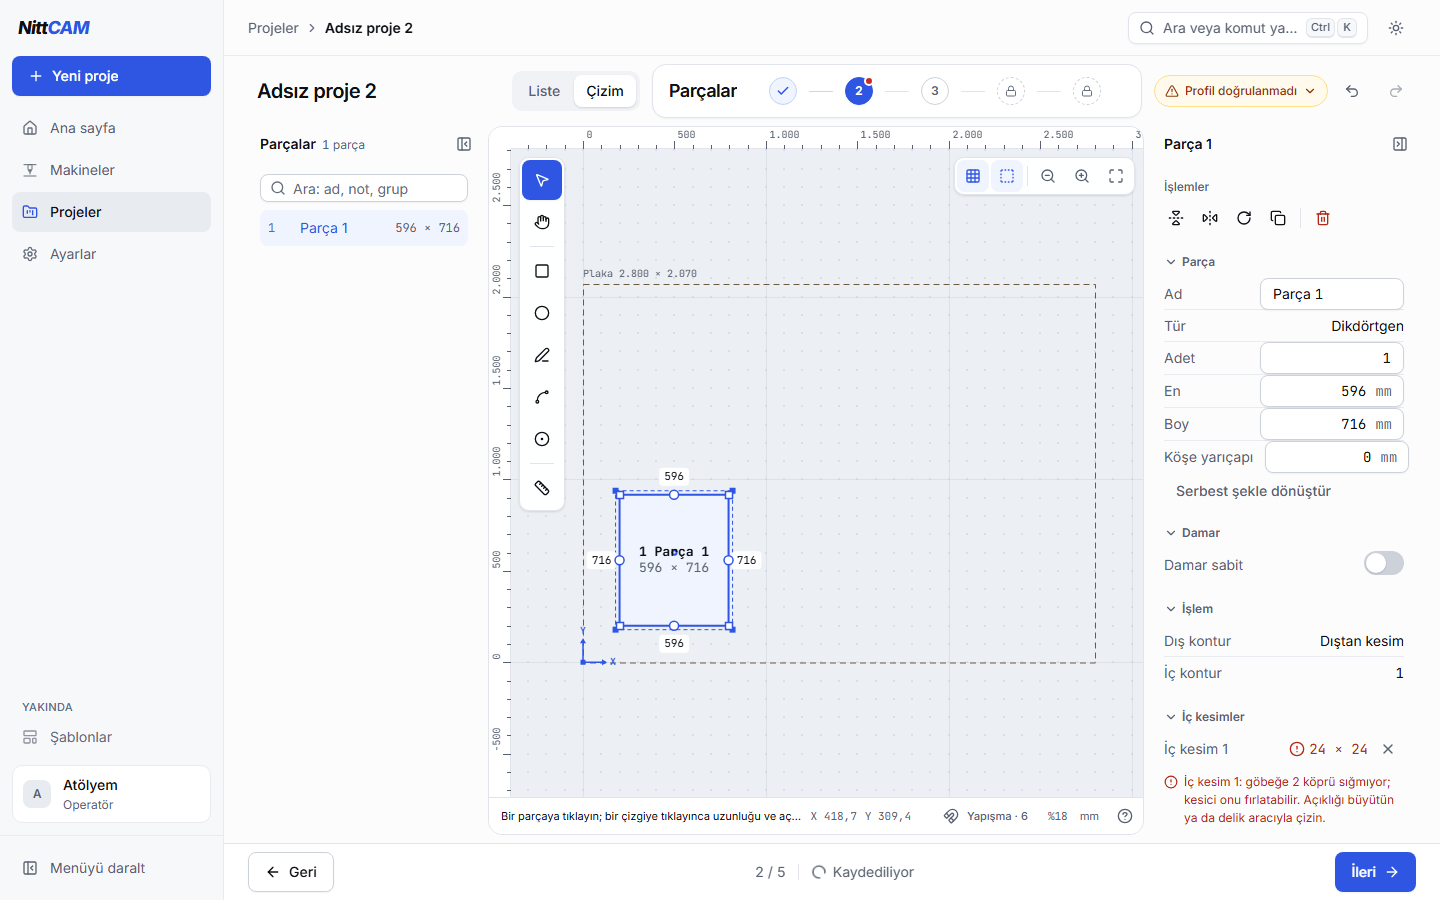 NittCAM
Yeni proje
Ana sayfa
Makineler
Projeler
Ayarlar
YAKINDA
Şablonlar
A
Atölyem
Operatör
Menüyü daralt
Projeler > Adsız proje 2
Ara veya komut ya... Ctrl K
Adsız proje 2
Liste Çizim
Parçalar 2 3
Profil doğrulanmadı
Parçalar 1 parça
Ara: ad, not, grup
1 Parça 1 596 × 716
0 500 1.000 1.500 2.000 2.500 3
2.500
2.000
1.500
1.000
500
0
-500
Plaka 2.800 × 2.070
596
1 Parça 1
596 × 716
716
716
596
Y
X
Bir parçaya tıklayın; bir çizgiye tıklayınca uzunluğu ve aç... X 418,7 Y 309,4 Yapışma · 6 %18 mm
Parça 1
İşlemler
Parça
Ad Parça 1
Tür Dikdörtgen
Adet 1
En 596 mm
Boy 716 mm
Köşe yarıçapı 0 mm
Serbest şekle dönüştür
Damar
Damar sabit
İşlem
Dış kontur Dıştan kesim
İç kontur 1
İç kesimler
İç kesim 1 24 × 24
İç kesim 1: göbeğe 2 köprü sığmıyor;
kesici onu fırlatabilir. Açıklığı büyütün
ya da delik aracıyla çizin.
Geri
2 / 5 Kaydediliyor
İleri